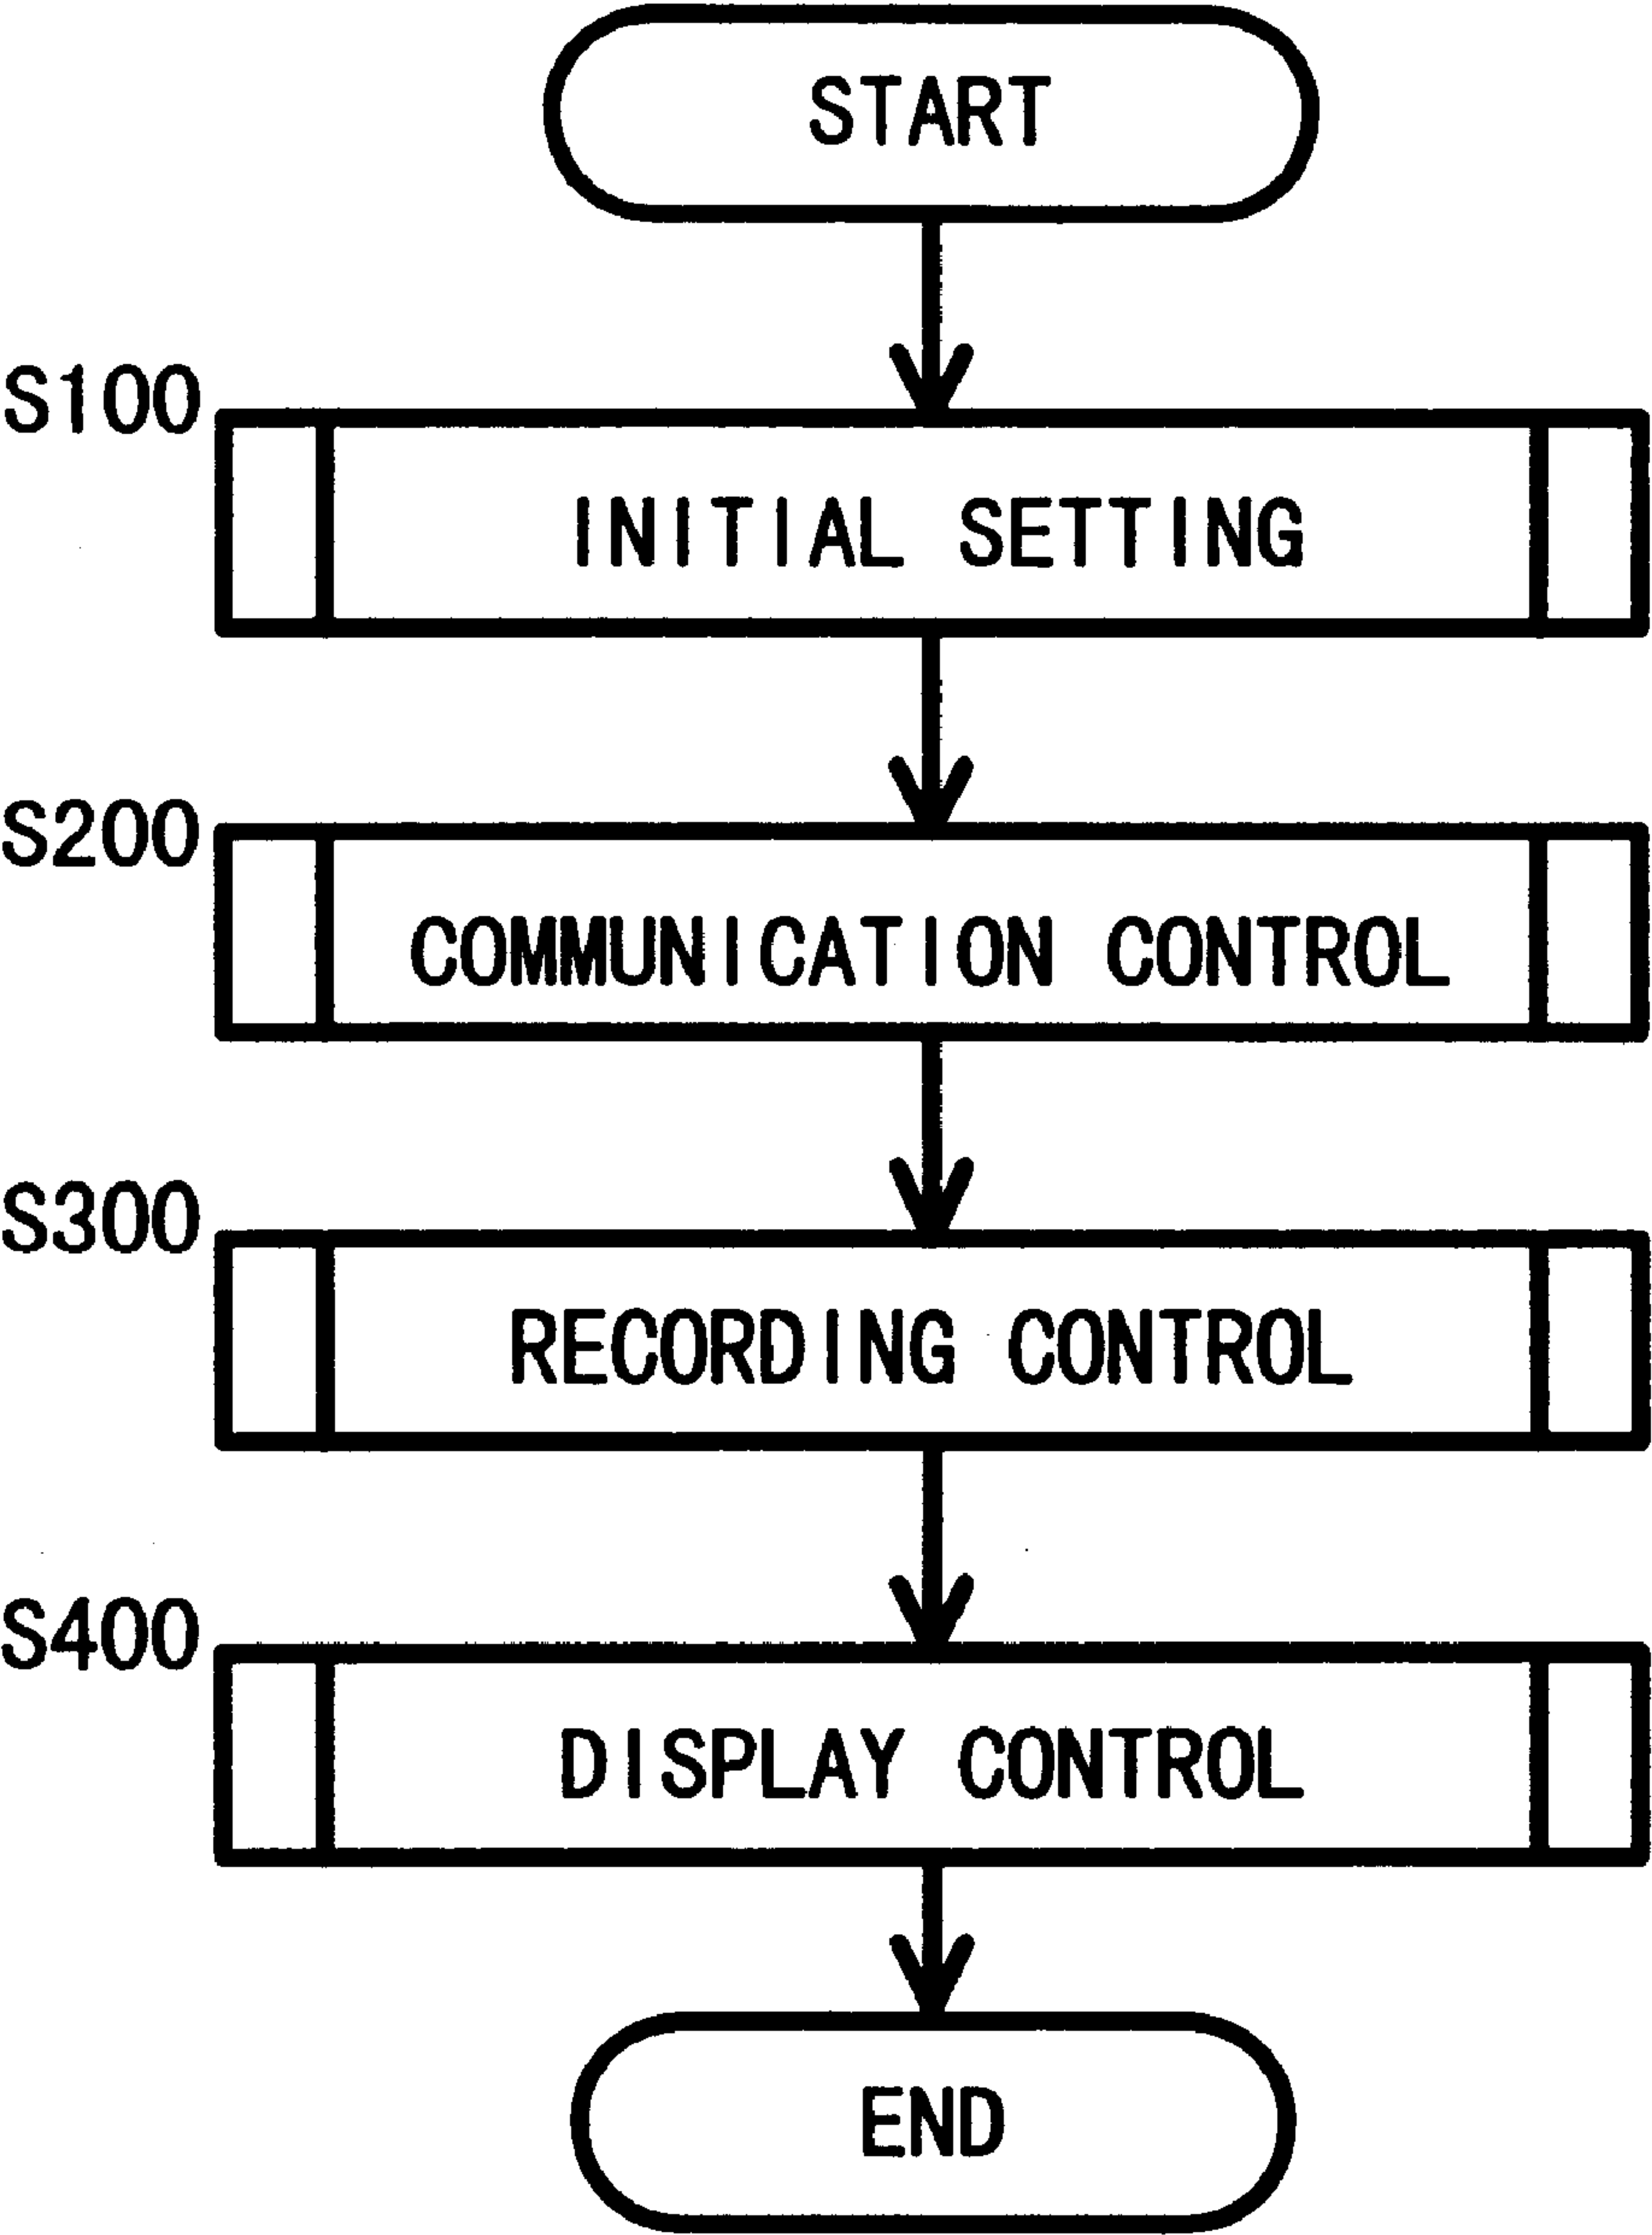 START
S100
INITIAL SETTING
S200
COMMUNICATION CONTROL
S300
RECORDING CONTROL
S400
DISPLAY CONTROL
END